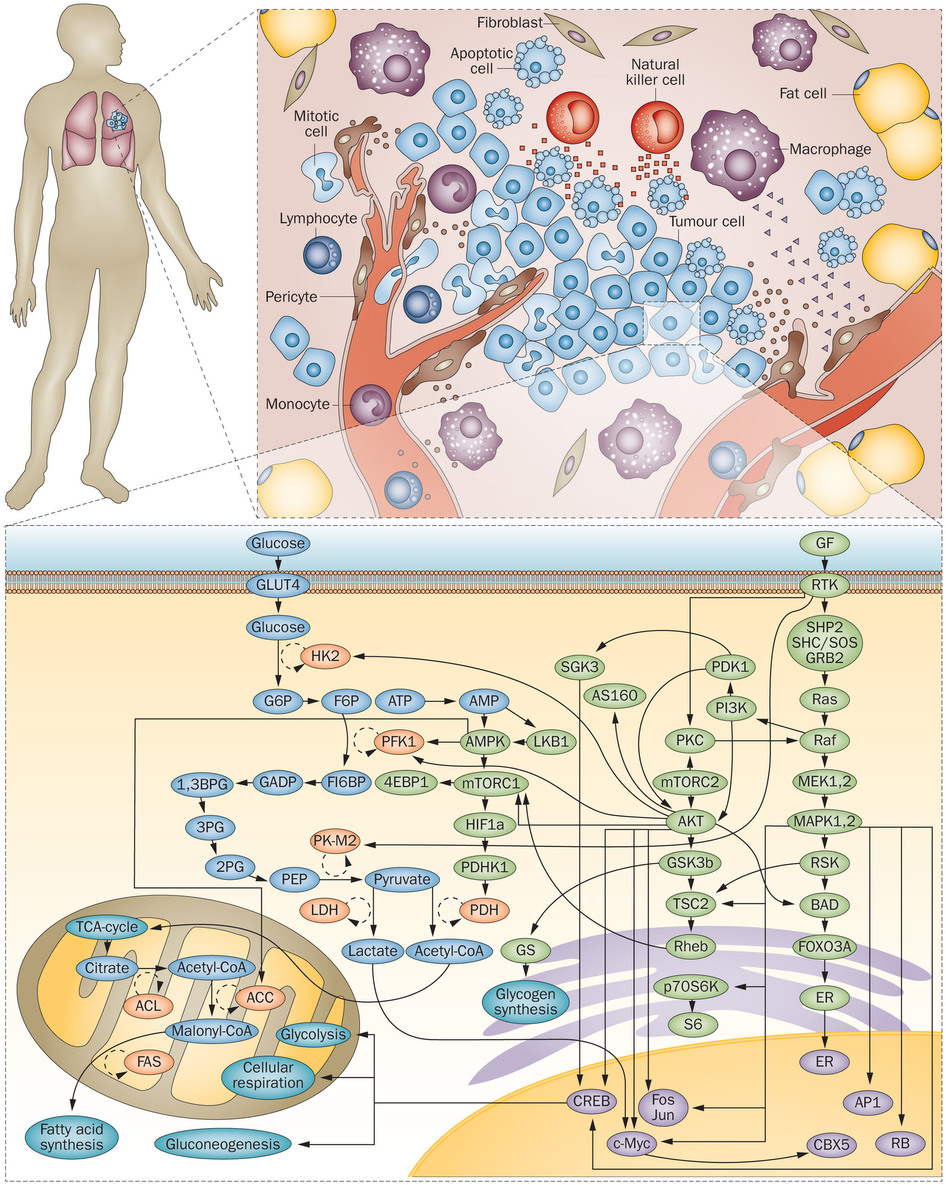 Fibroblast
Apoptotic
cell
Natural
killer cell
Fat cell
Mitotic
cell
Macrophage
Lymphocyte
Tumour cell
Pericyte
Monocyte
Glucose
GF
GLUT4
RTK
Glucose
SHP2
SHC/SOS
GRB2
HK2
SGK3
PDK1
AS160
G6P
F6P
ATP
AMP
PI3K
Ras
PFK1
AMPK
LKB1
PKC
Raf
1,3BPG
GADP
FI6BP
4EBP1
mTORC1
mTORC2
MEK1,2
3PG
HIF1a
AKT
MAPK1,2
PK-M2
2PG
PEP
Pyruvate
PDHK1
GSK3b
RSK
LDH
PDH
TSC2
BAD
TCA-cycle
Lactate
Acetyl-CoA
GS
Rheb
FOXO3A
Citrate
Acetyl-CoA
ACL
ACC
Glycogen
synthesis
p70S6K
ER
Malonyl-CoA
Glycolysis
S6
FAS
Cellular
respiration
ER
CREB
Fos
Jun
AP1
Fatty acid
synthesis
Gluconeogenesis
c-Myc
CBX5
RB